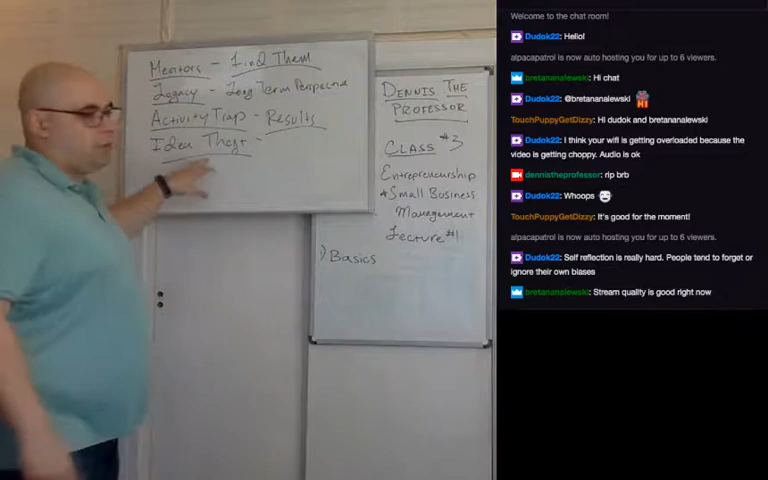 Mentors - Find Them
Legacy - Long Term Perspective
Activity Trap - Results
Idea Theft -
DENNIS THE
PROFESSOR
CLASS #3
Entrepreneurship
*Small Business
Management
Lecture #1
1) Basics
Welcome to the chat room!
Dudok22: Hello!
alpacapatrol is now auto hosting you for up to 6 viewers.
bretananalewski: Hi chat
Dudok22: @bretananalewski HI
TouchPuppyGetDizzy: Hi dudok and bretananalewski
Dudok22: I think your wifi is getting overloaded because the
video is getting choppy. Audio is ok
dennistheprofessor: rip brb
Dudok22: Whoops
TouchPuppyGetDizzy: It's good for the moment!
alpacapatrol is now auto hosting you for up to 6 viewers.
Dudok22: Self reflection is really hard. People tend to forget or
ignore their own biases
bretananalewski: Stream quality is good right now